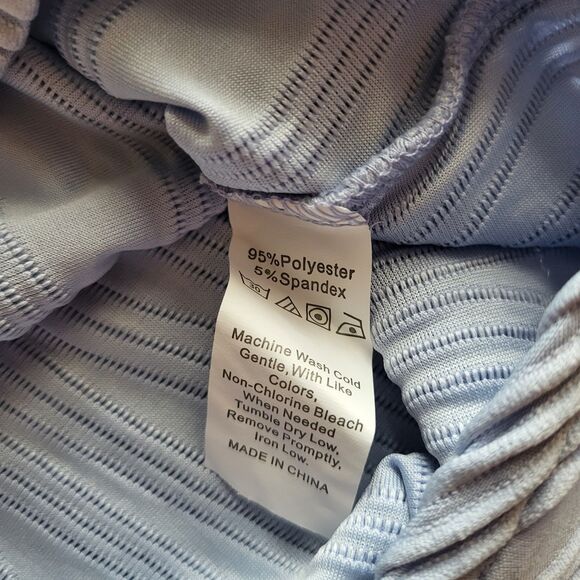 95%Polyester
5%Spandex
30
Machine Wash Cold
Gentle, With Like
Colors,
Non-Chlorine Bleach
When Needed
Tumble Dry Low,
Remove Promptly,
Iron Low.
MADE IN CHINA